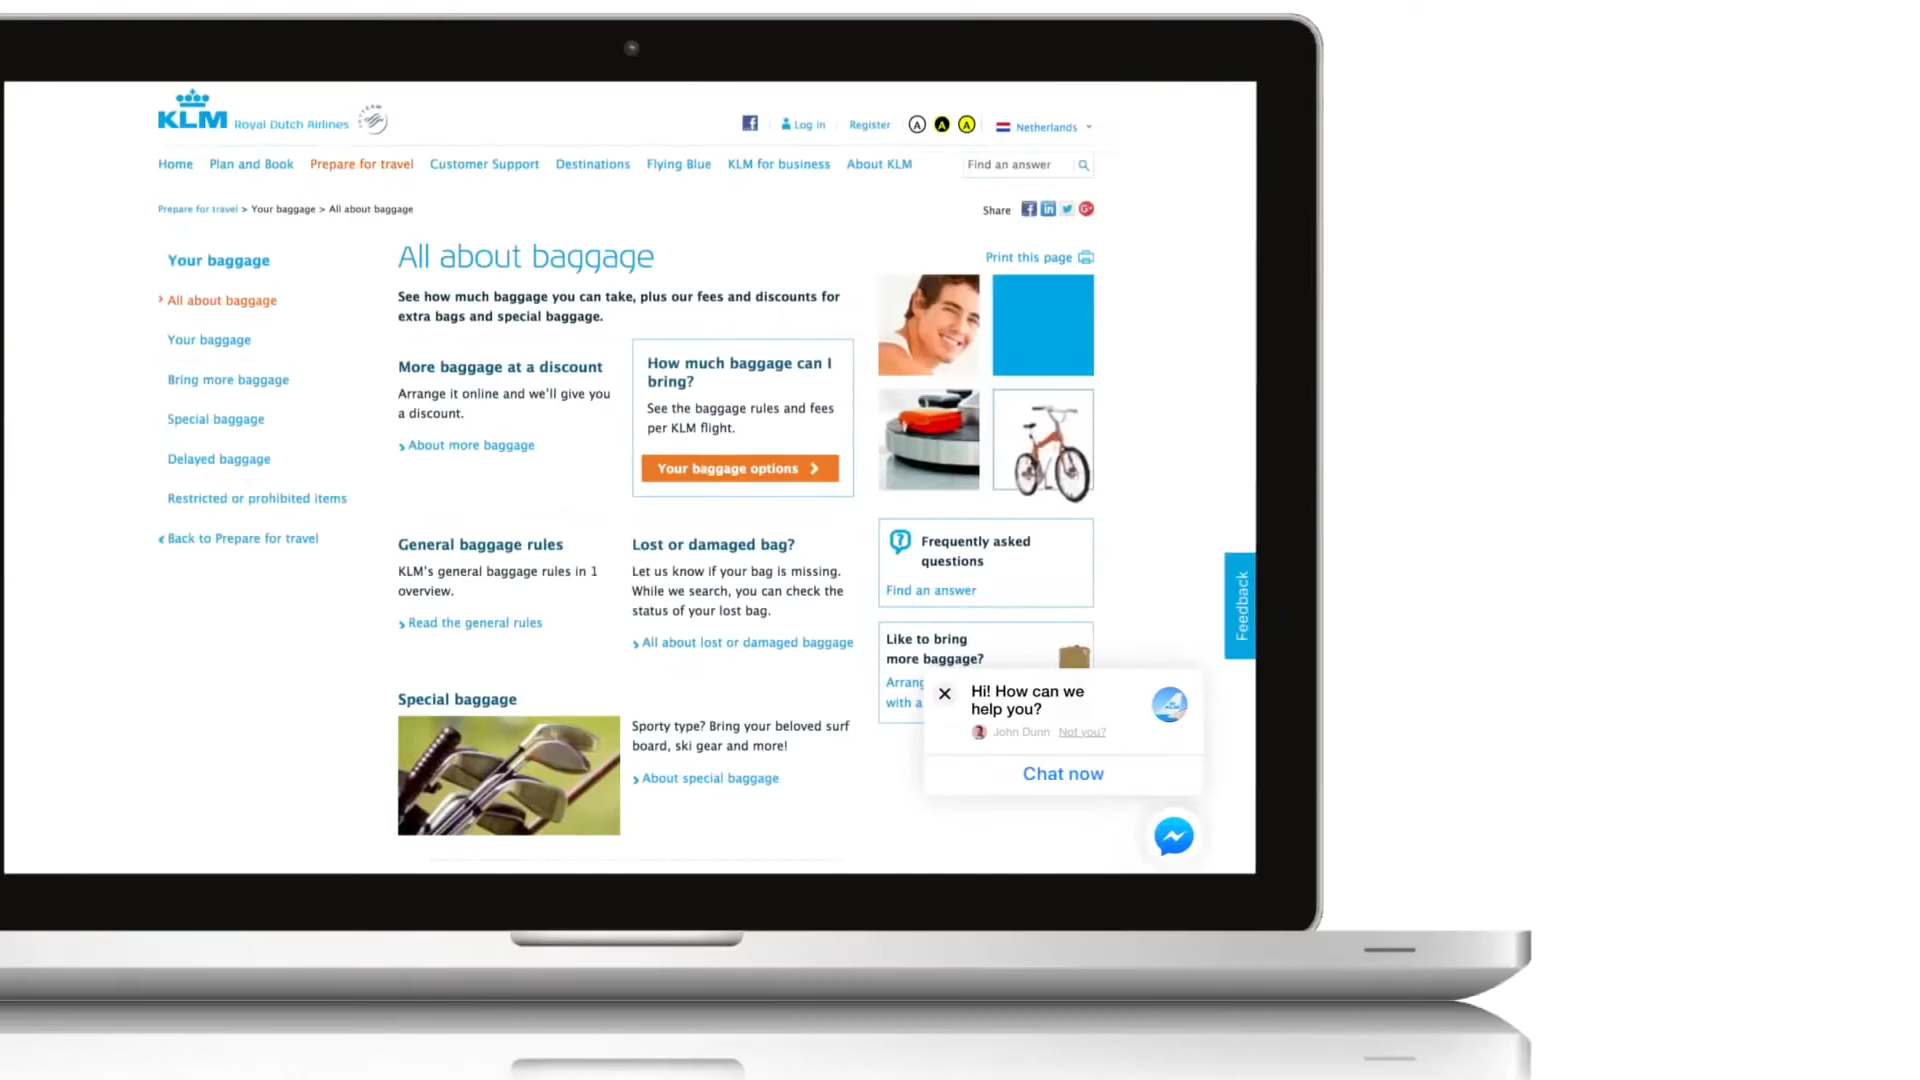 KLM Royal Dutch Airlines
Log in
Register
A
A
A
Netherlands
Home
Plan and Book
Prepare for travel
Customer Support
Destinations
Flying Blue
KLM for business
About KLM
Find an answer
Prepare for travel > Your baggage > All about baggage
Share
Your baggage
All about baggage
Your baggage
Bring more baggage
Special baggage
Delayed baggage
Restricted or prohibited items
Back to Prepare for travel
All about baggage
Print this page
See how much baggage you can take, plus our fees and discounts for
extra bags and special baggage.
More baggage at a discount
Arrange it online and we'll give you
a discount.
About more baggage
How much baggage can I
bring?
See the baggage rules and fees
per KLM flight.
Your baggage options
General baggage rules
KLM's general baggage rules in 1
overview.
Read the general rules
Lost or damaged bag?
Let us know if your bag is missing.
While we search, you can check the
status of your lost bag.
All about lost or damaged baggage
Special baggage
Sporty type? Bring your beloved surf
board, ski gear and more!
About special baggage
Frequently asked
questions
Find an answer
Like to bring
more baggage?
Arrang
with a
Feedback
Hi! How can we
help you?
John Dunn Not you?
Chat now